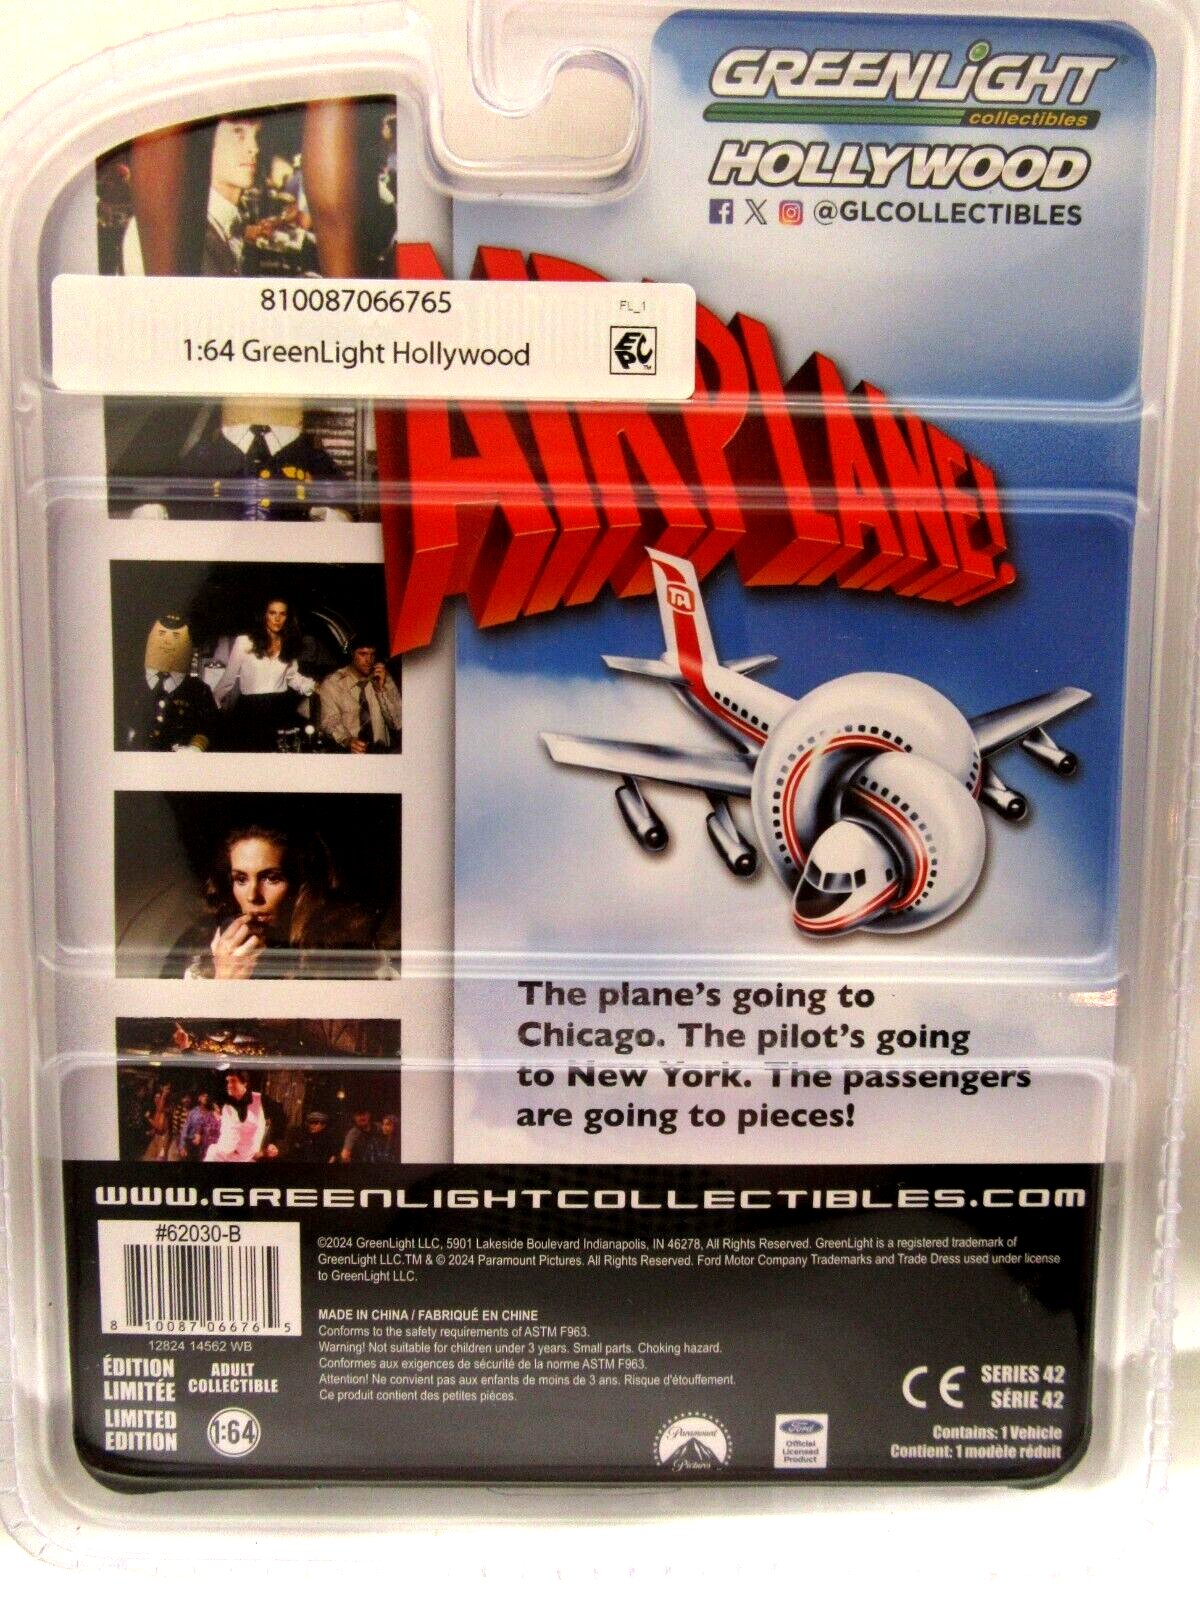 GREENLiGHT
collectibles
HOLLYWOOD
@GLCOLLECTIBLES
810087066765
FL_1
1:64 GreenLight Hollywood
EPC
AIRPLANE!
TA
The plane's going to
Chicago. The pilot's going
to New York. The passengers
are going to pieces!
www.GREENLIGHTCOLLECTIBLES.COM
#62030-B
8 10087 06676 5
12824 14562 WB
ÉDITION
LIMITÉE
ADULT
COLLECTIBLE
LIMITED
EDITION
1:64
©2024 GreenLight LLC, 5901 Lakeside Boulevard Indianapolis, IN 46278, All Rights Reserved. GreenLight is a registered trademark of
GreenLight LLC.TM & © 2024 Paramount Pictures. All Rights Reserved. Ford Motor Company Trademarks and Trade Dress used under license
to GreenLight LLC.
MADE IN CHINA / FABRIQUÉ EN CHINE
Conforms to the safety requirements of ASTM F963.
Warning! Not suitable for children under 3 years. Small parts. Choking hazard.
Conformes aux exigences de sécurité de la norme ASTM F963.
Attention! Ne convient pas aux enfants de moins de 3 ans. Risque d'étouffement.
Ce produit contient des petites pièces.
CE
SERIES 42
SÉRIE 42
Contains: 1 Vehicle
Contient: 1 modèle réduit
Paramount
Pictures
Ford
Official
Licensed
Product